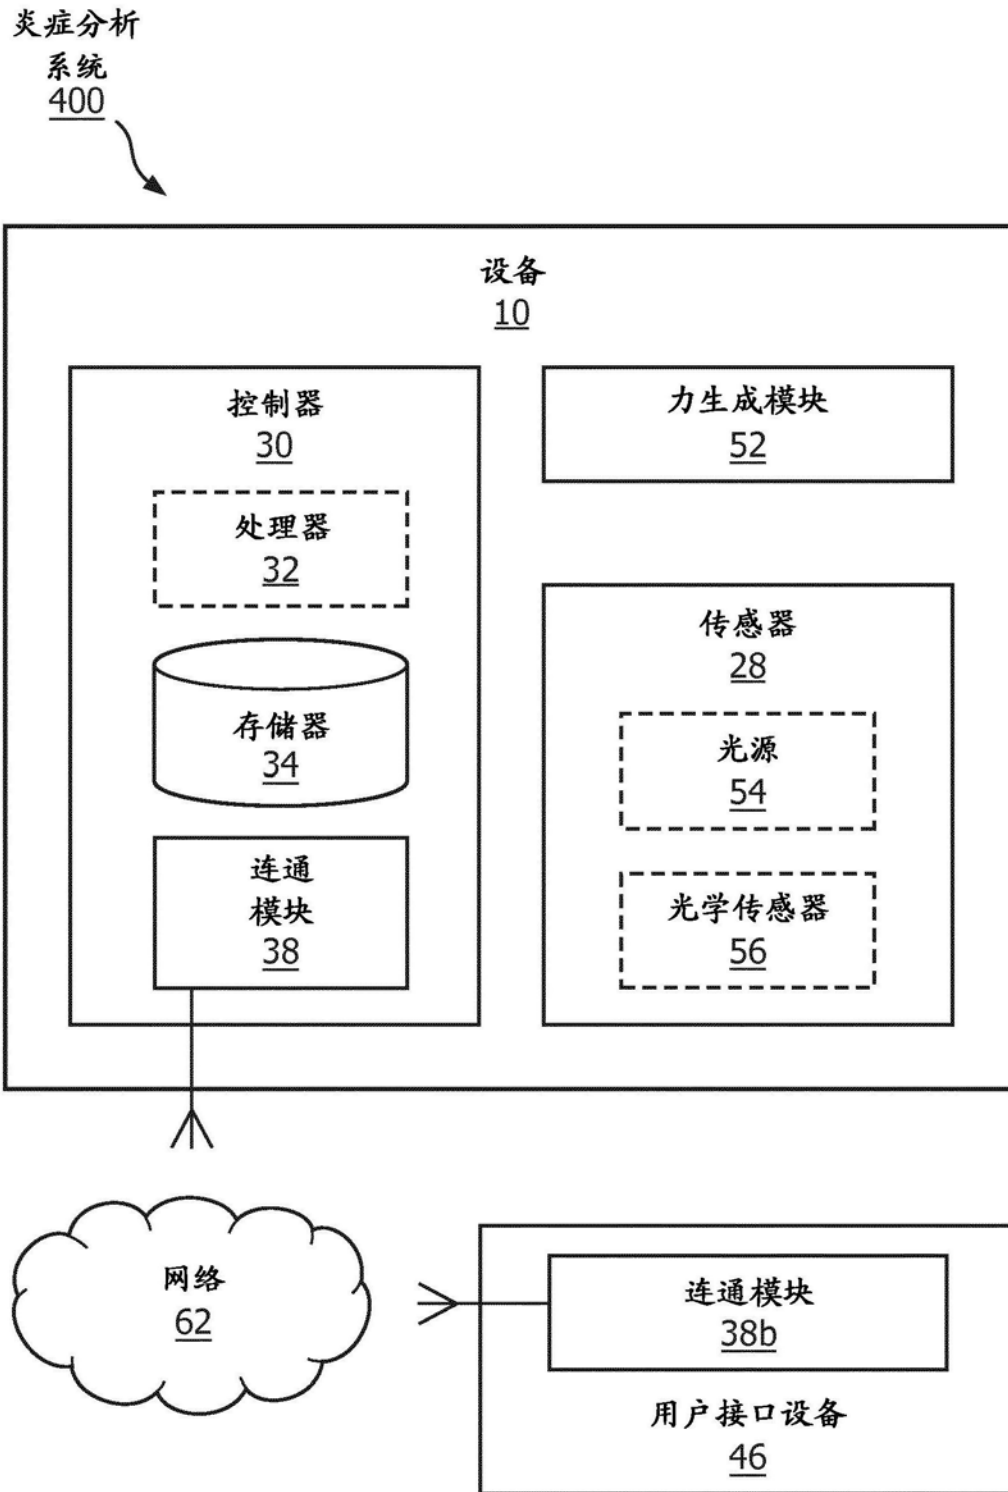 炎症分析
系统
400
设备
10
控制器
30
处理器
32
存储器
34
连通
模块
38
力生成模块
52
传感器
28
光源
54
光学传感器
56
网络
62
连通模块
38b
用户接口设备
46